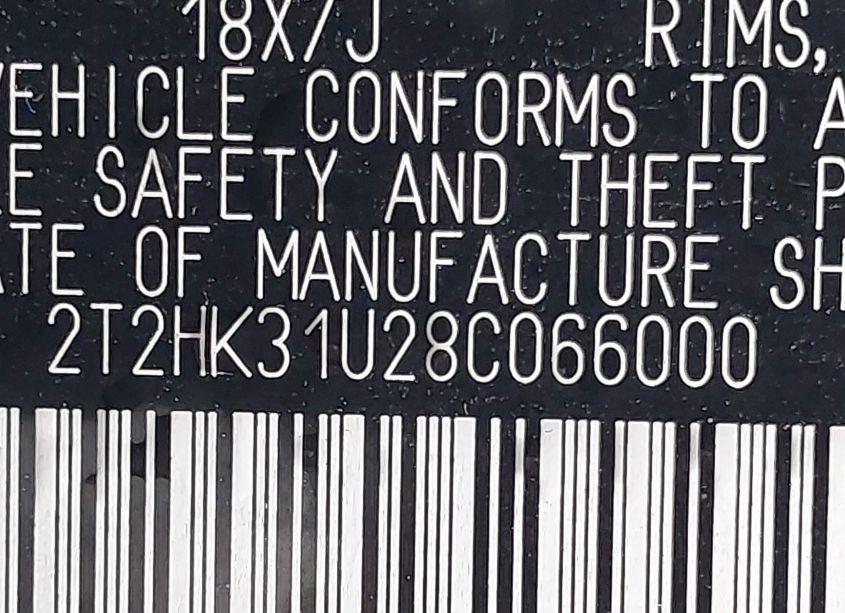 18X7J RIMS,
VEHICLE CONFORMS TO A
E SAFETY AND THEFT P
ATE OF MANUFACTURE SH
2T2HK31U28C066000